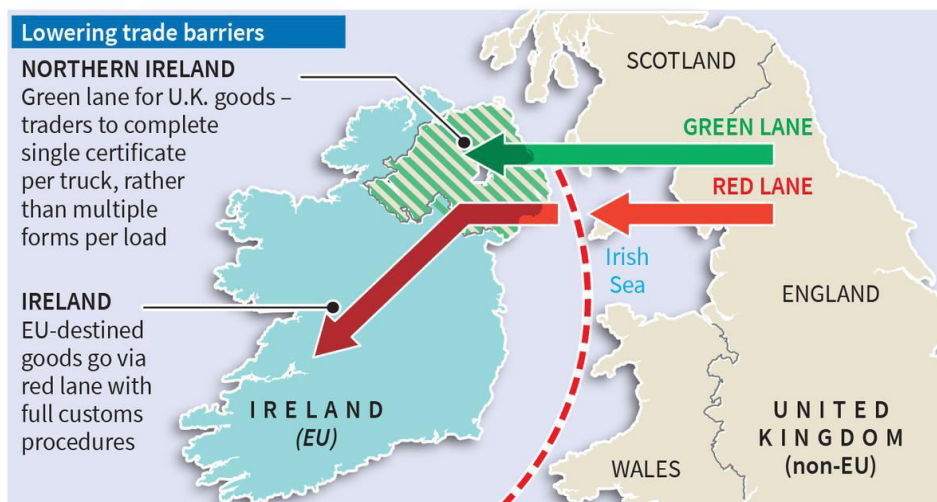 Lowering trade barriers
NORTHERN IRELAND
Green lane for U.K. goods –
traders to complete
single certificate
per truck, rather
than multiple
forms per load
IRELAND
EU-destined
goods go via
red lane with
full customs
procedures
SCOTLAND
GREEN LANE
RED LANE
Irish
Sea
ENGLAND
IRELAND
(EU)
WALES
UNITED
KINGDOM
(non-EU)